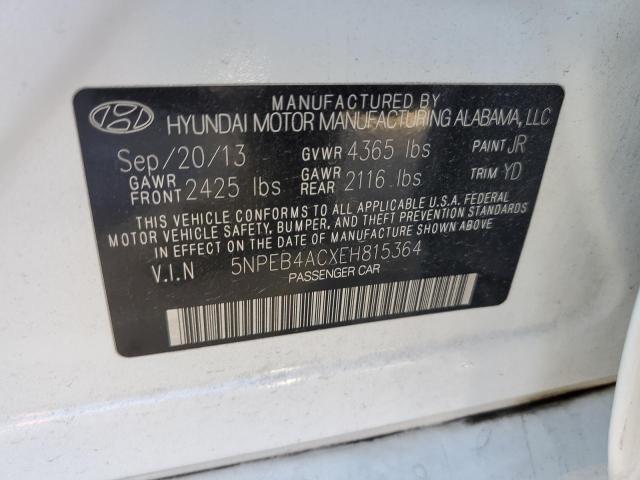 MANUFACTURED BY
HYUNDAI MOTOR MANUFACTURING ALABAMA, LLC
Sep/20/13 GVWR 4365 lbs PAINT JR
GAWR FRONT 2425 lbs GAWR REAR 2116 lbs TRIM YD
THIS VEHICLE CONFORMS TO ALL APPLICABLE U.S.A. FEDERAL
MOTOR VEHICLE SAFETY, BUMPER, AND THEFT PREVENTION STANDARDS
IN EFFECT ON THE DATE OF MANUFACTURE SHOWN ABOVE.
V.I.N 5NPEB4ACXEH815364
PASSENGER CAR